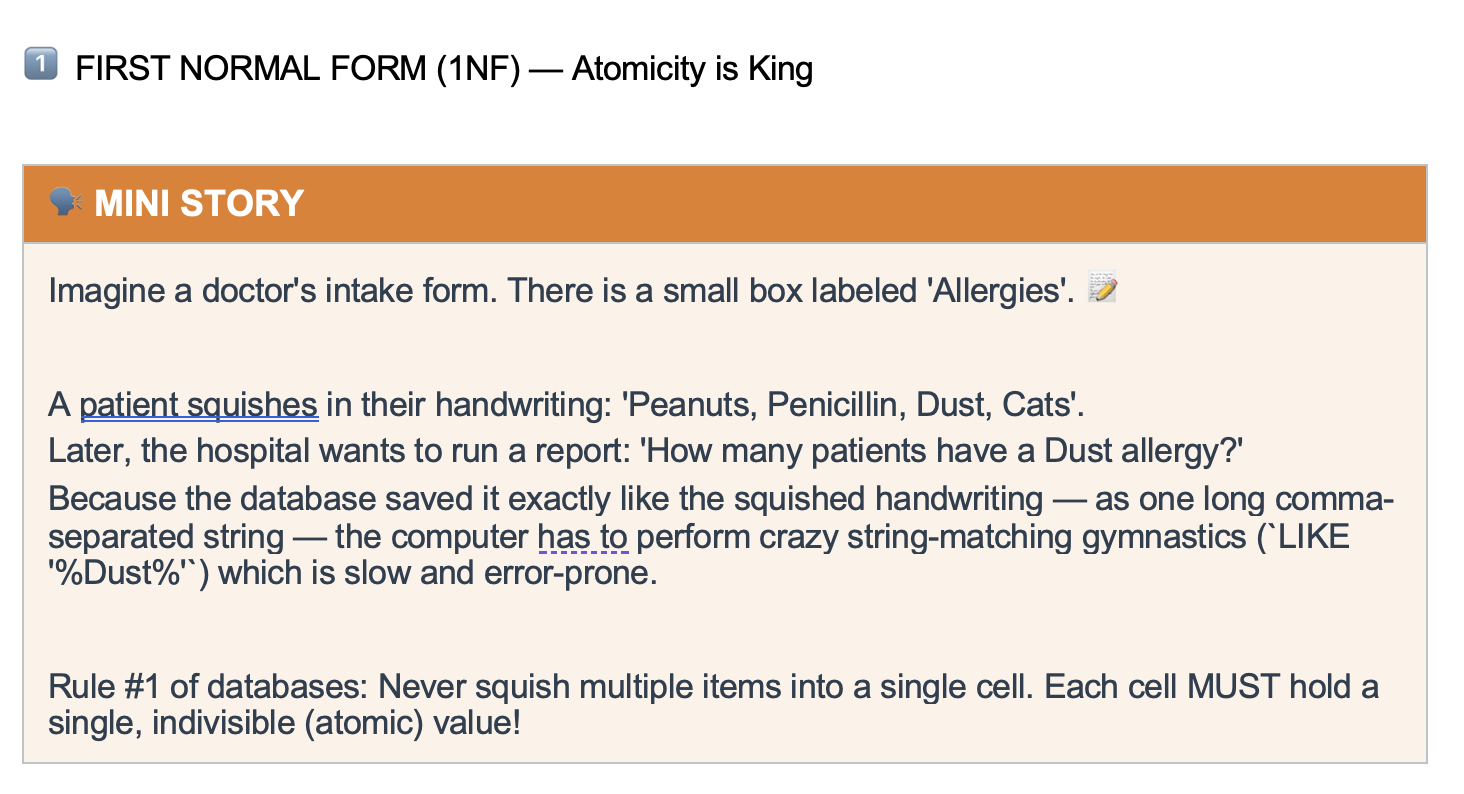 1️⃣ FIRST NORMAL FORM (1NF) — Atomicity is King
🗣️ MINI STORY
Imagine a doctor's intake form. There is a small box labeled 'Allergies'. 📝
A patient squishes in their handwriting: 'Peanuts, Penicillin, Dust, Cats'.
Later, the hospital wants to run a report: 'How many patients have a Dust allergy?'
Because the database saved it exactly like the squished handwriting — as one long comma-
separated string — the computer has to perform crazy string-matching gymnastics (`LIKE
'%Dust%'`) which is slow and error-prone.
Rule #1 of databases: Never squish multiple items into a single cell. Each cell MUST hold a
single, indivisible (atomic) value!